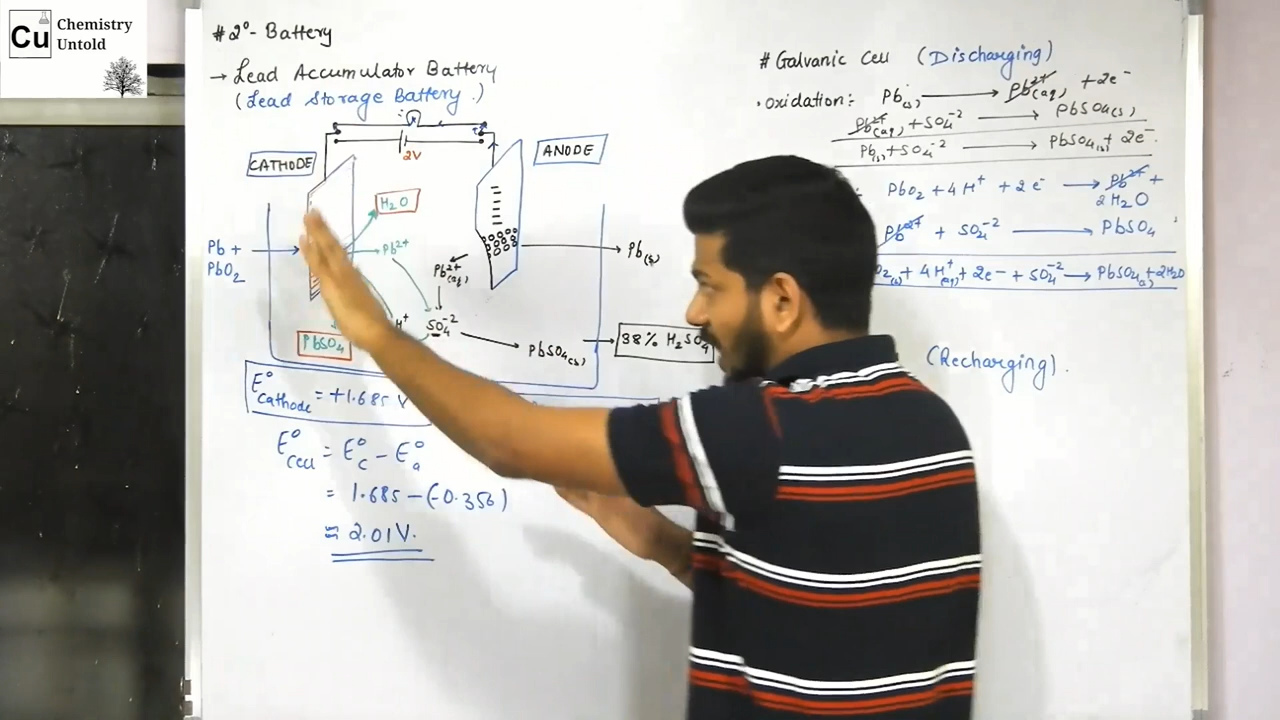 Cu
Chemistry
Untold
# 2° - Battery
→ Lead Accumulator Battery
(Lead Storage Battery.)
2V
CATHODE
ANODE
H2O
Pb +
PbO2
Pb2+
Pb2+(aq)
Pb(s)
H+
SO4-2
PbSO4
PbSO4(s)
38% H2SO4
E°cathode = +1.685 V
E°cell = E°c - E°a
= 1.685 - (-0.356)
≈ 2.01V.
# Galvanic Cell (Discharging)
• oxidation: Pb(s) → Pb2+(aq) + 2e-
Pb2+(aq) + SO4-2 → PbSO4(s)
Pb(s) + SO4-2 → PbSO4(s) + 2e-
PbO2 + 4H+ + 2e- → Pb2+ +
2H2O
Pb2+ + SO4-2 → PbSO4
O2(s) + 4H+(aq) + 2e- + SO4-2 → PbSO4(s) + 2H2O
(Recharging).